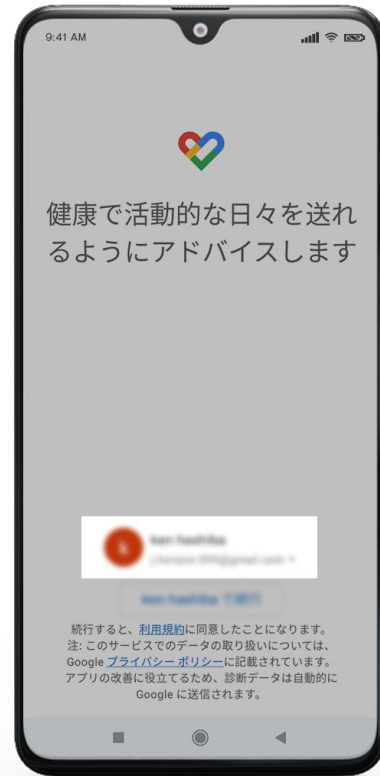 9:41 AM
健康で活動的な日々を送れ
るようにアドバイスします
続行すると、利用規約に同意したことになります。
注: このサービスでのデータの取り扱いについては、
Google プライバシー ポリシーに記載されています。
アプリの改善に役立てるため、診断データは自動的に
Google に送信されます。